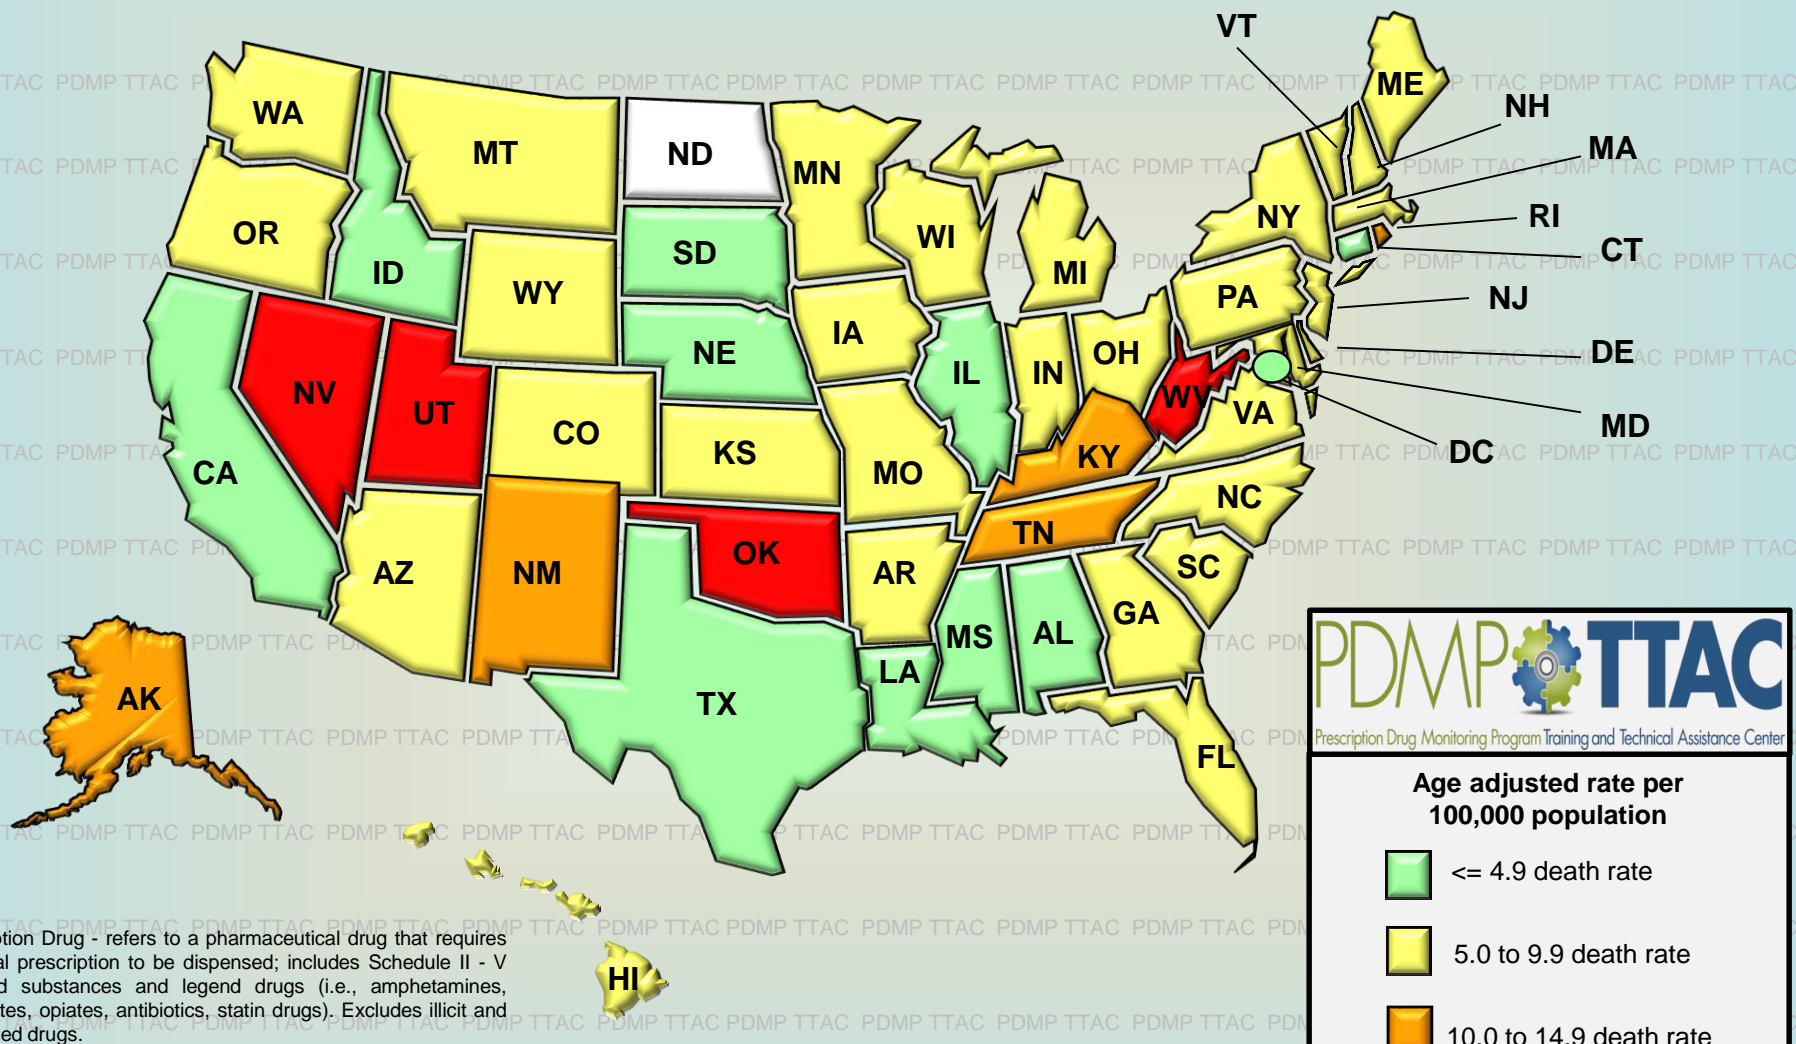 VT
ME
NH
MA
RI
CT
NJ
DE
MD
DC
WA
MT
ND
MN
OR
ID
SD
WI
MI
NY
WY
PA
IA
NE
OH
NV
UT
IL
IN
WV
VA
CO
KS
MO
KY
CA
NC
TN
OK
AZ
NM
AR
SC
GA
MS
AL
LA
TX
AK
FL
HI
PDMP TTAC
Prescription Drug Monitoring Program Training and Technical Assistance Center
Age adjusted rate per
100,000 population
<= 4.9 death rate
5.0 to 9.9 death rate
10.0 to 14.9 death rate
tion Drug - refers to a pharmaceutical drug that requires
al prescription to be dispensed; includes Schedule II - V
d substances and legend drugs (i.e., amphetamines,
tes, opiates, antibiotics, statin drugs). Excludes illicit and
ed drugs.